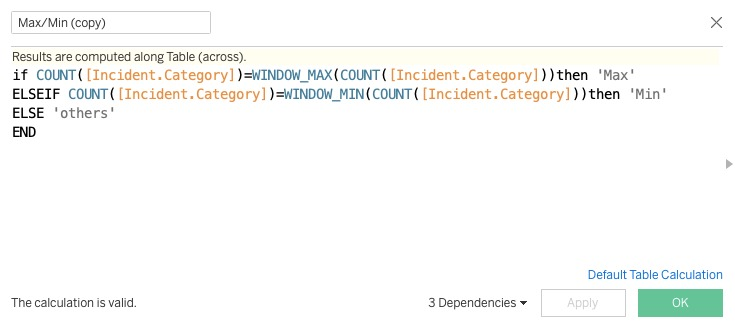 Max/Min (copy)
Results are computed along Table (across).
if COUNT([Incident.Category])=WINDOW_MAX(COUNT([Incident.Category]))then 'Max'
ELSEIF COUNT([Incident.Category])=WINDOW_MIN(COUNT([Incident.Category]))then 'Min'
ELSE 'others'
END
Default Table Calculation
The calculation is valid. 3 Dependencies Apply OK